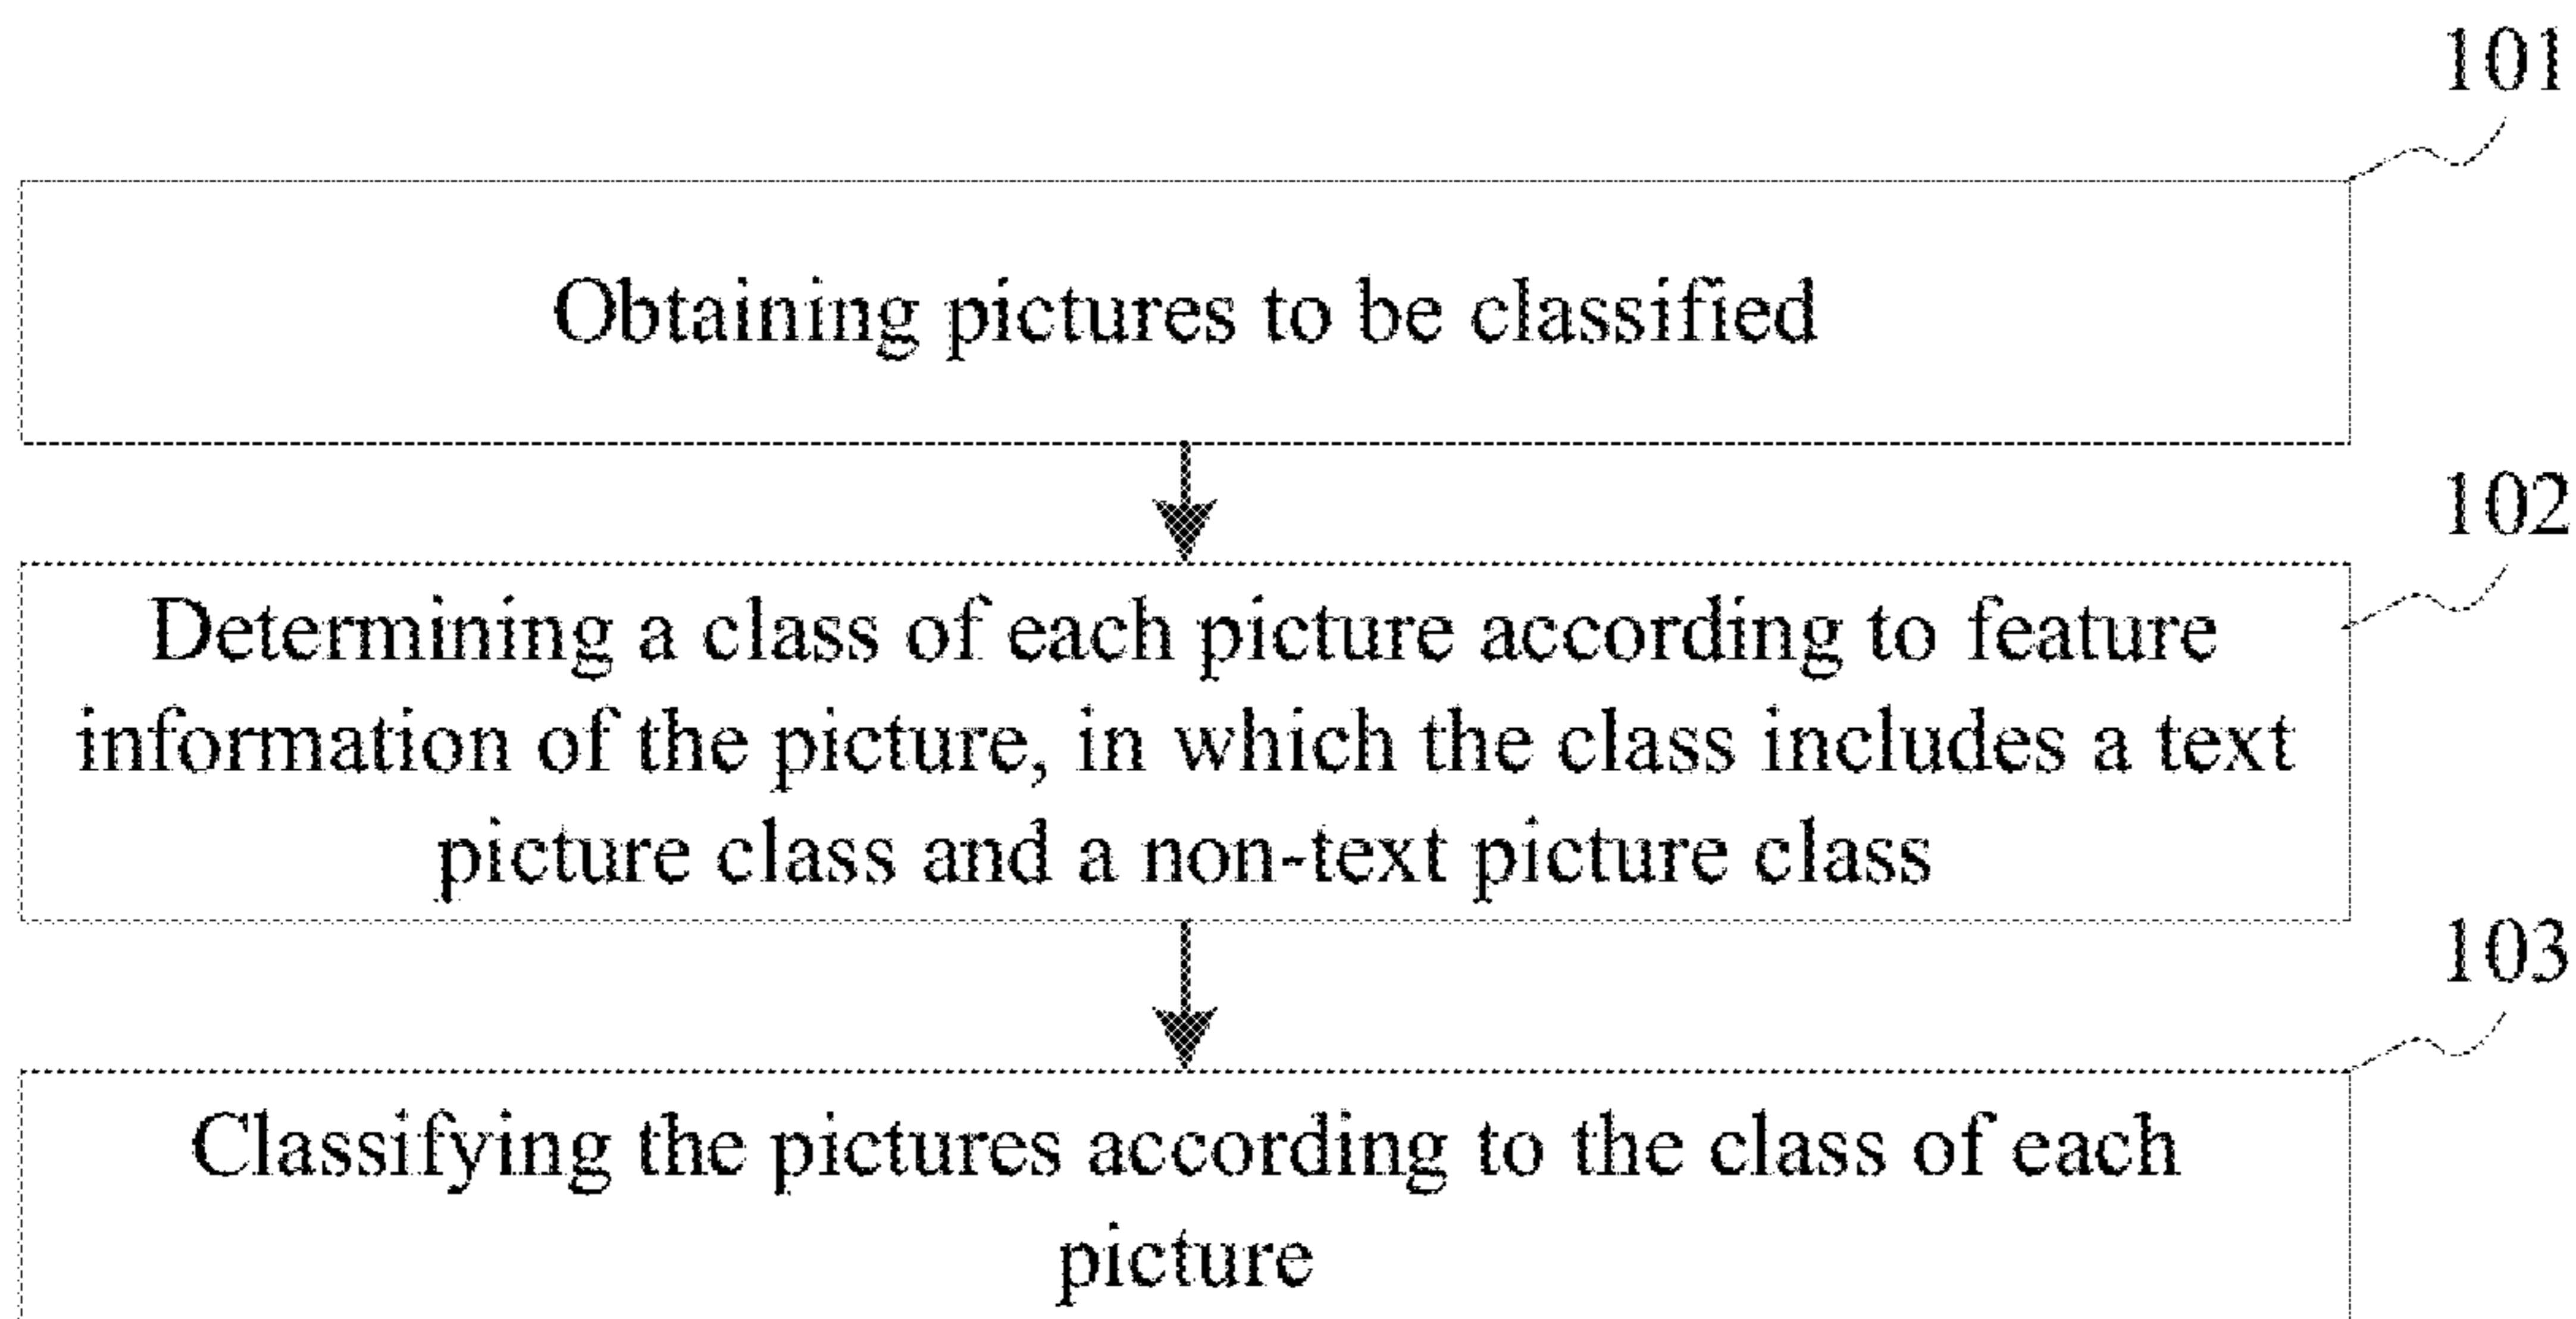 101
Obtaining pictures to be classified
102
Determining a class of each picture according to feature
information of the picture, in which the class includes a text
picture class and a non-text picture class
103
Classifying the pictures according to the class of each
picture